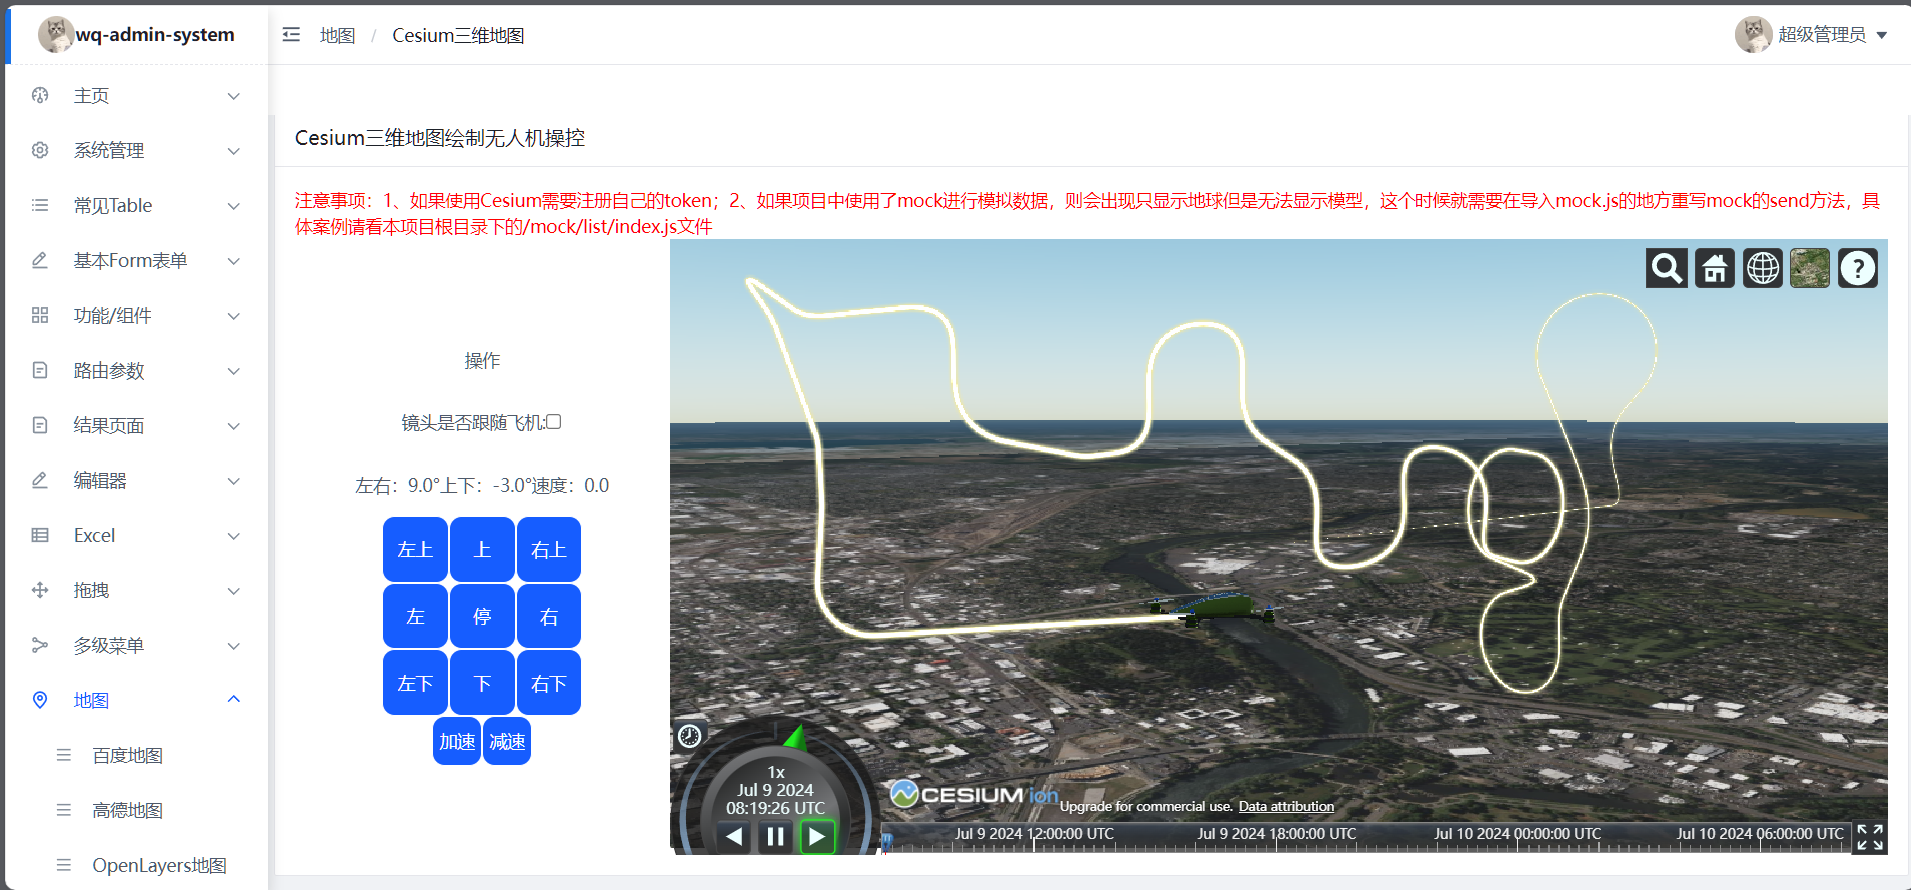 wq-admin-system
地图 / Cesium三维地图
超级管理员
主页
系统管理
常见Table
基本Form表单
功能/组件
路由参数
结果页面
编辑器
Excel
拖拽
多级菜单
地图
百度地图
高德地图
OpenLayers地图
Cesium三维地图绘制无人机操控
注意事项：1、如果使用Cesium需要注册自己的token；2、如果项目中使用了mock进行模拟数据，则会出现只显示地球但是无法显示模型，这个时候就需要在导入mock.js的地方重写mock的send方法，具
体案例请看本项目根目录下的/mock/list/index.js文件
操作
镜头是否跟随飞机:
左右：9.0°上下：-3.0°速度：0.0
左上 上 右上
左 停 右
左下 下 右下
加速 减速
?
1x
Jul 9 2024
08:19:26 UTC
CESIUM ion
Upgrade for commercial use. Data attribution
Jul 9 2024 12:00:00 UTC Jul 9 2024 18:00:00 UTC Jul 10 2024 00:00:00 UTC Jul 10 2024 06:00:00 UTC